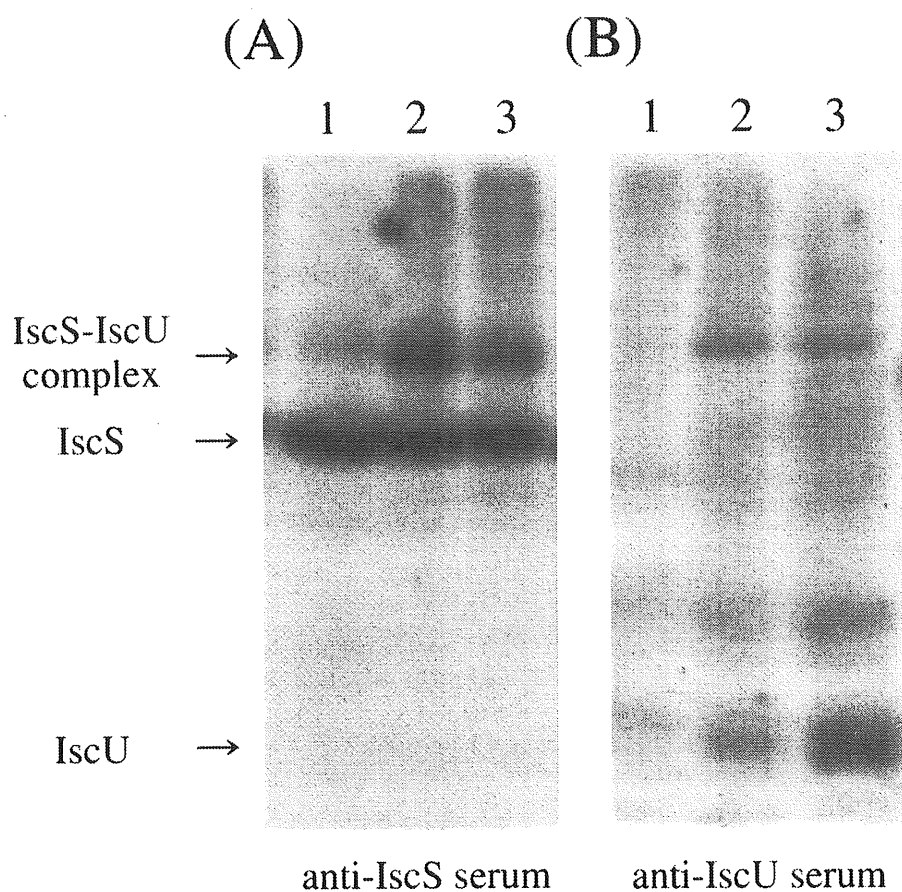 (A) (B)
1 2 3 1 2 3
IscS-IscU
complex →
IscS →
IscU →
anti-IscS serum anti-IscU serum